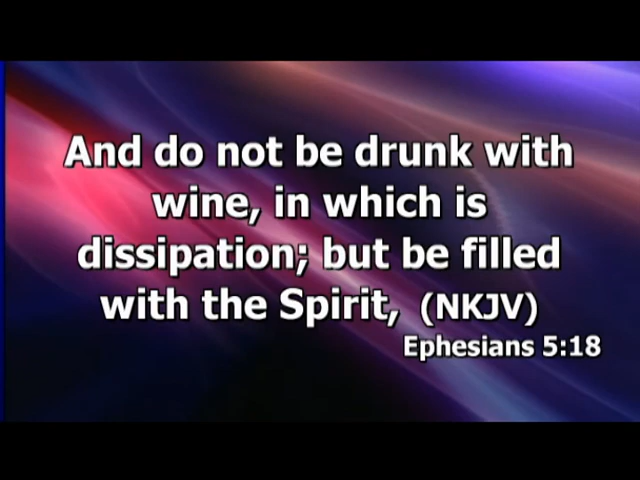 And do not be drunk with
wine, in which is
dissipation; but be filled
with the Spirit, (NKJV)
Ephesians 5:18